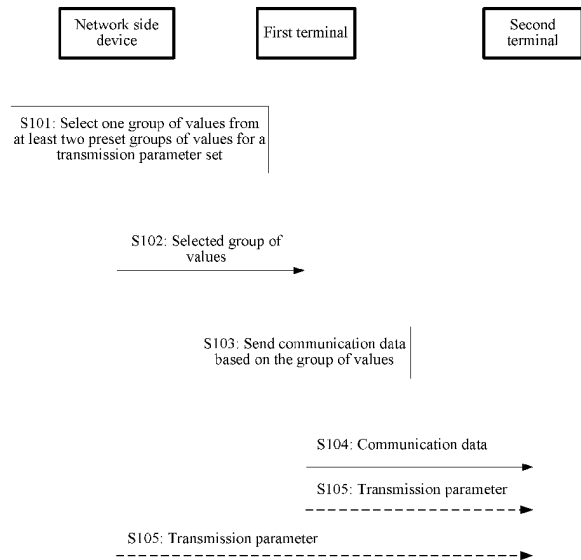 Network side
device
First terminal
Second
terminal
S101: Select one group of values from
at least two preset groups of values for a
transmission parameter set
S102: Selected group of
values
S103: Send communication data
based on the group of values
S104: Communication data
S105: Transmission parameter
S105: Transmission parameter